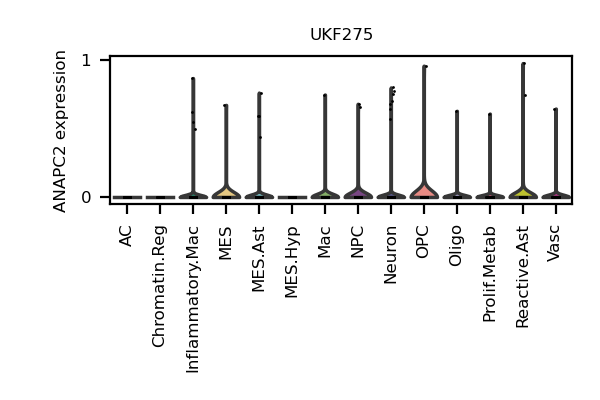 UKF275
ANAPC2 expression
1
0
AC
Chromatin.Reg
Inflammatory.Mac
MES
MES.Ast
MES.Hyp
Mac
NPC
Neuron
OPC
Oligo
Prolif.Metab
Reactive.Ast
Vasc